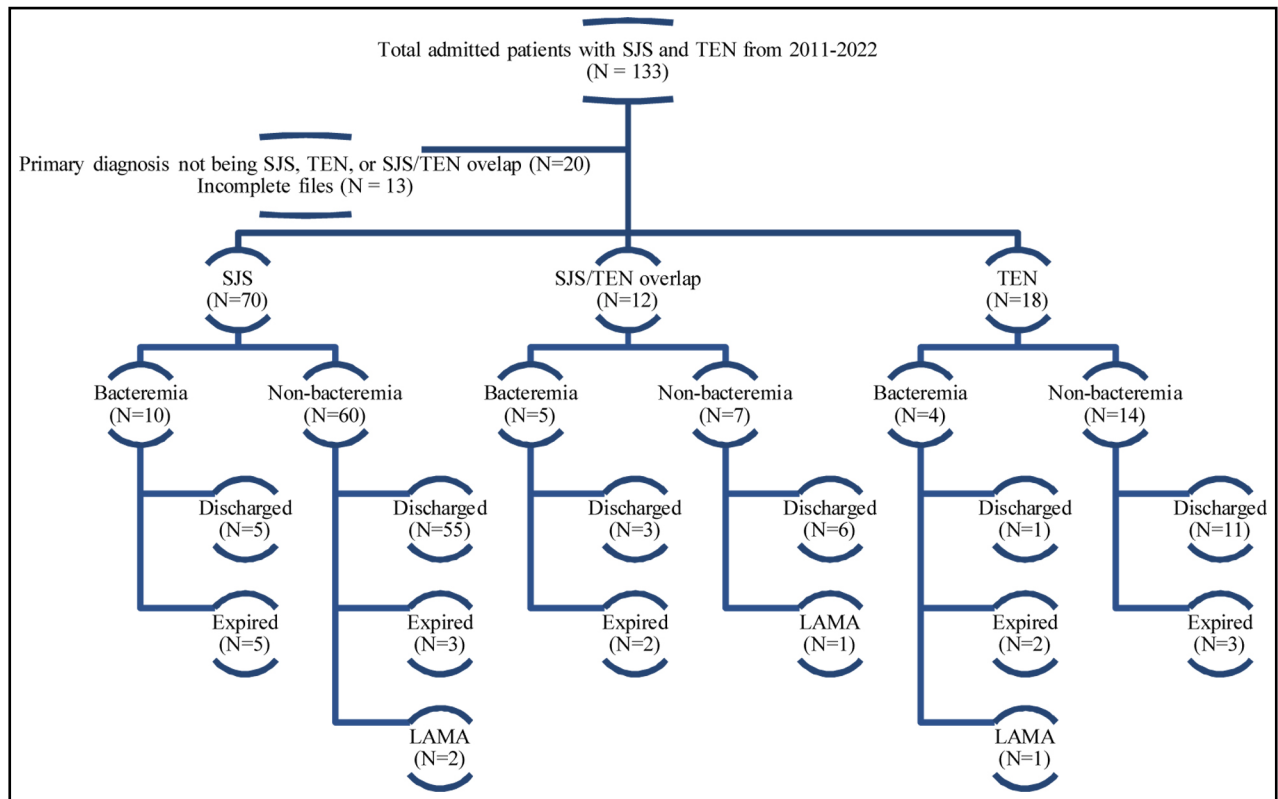 Total admitted patients with SJS and TEN from 2011-2022
(N = 133)
Primary diagnosis not being SJS, TEN, or SJS/TEN ovelap (N=20)
Incomplete files (N = 13)
SJS
(N=70)
SJS/TEN overlap
(N=12)
TEN
(N=18)
Bacteremia
(N=10)
Non-bacteremia
(N=60)
Bacteremia
(N=5)
Non-bacteremia
(N=7)
Bacteremia
(N=4)
Non-bacteremia
(N=14)
Discharged
(N=5)
Discharged
(N=55)
Discharged
(N=3)
Discharged
(N=6)
Discharged
(N=1)
Discharged
(N=11)
Expired
(N=5)
Expired
(N=3)
Expired
(N=2)
LAMA
(N=1)
Expired
(N=2)
Expired
(N=3)
LAMA
(N=2)
LAMA
(N=1)